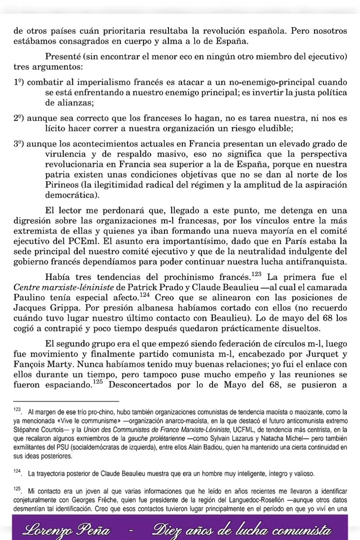 de otros países cuán prioritaria resultaba la revolución española. Pero nosotros
estábamos consagrados en cuerpo y alma a lo de España.
Presenté (sin encontrar el menor eco en ningún otro miembro del ejecutivo)
tres argumentos:
1º) combatir al imperialismo francés es atacar a un no-enemigo-principal cuando
se está enfrentando a nuestro enemigo principal; es invertir la justa política
de alianzas;
2º) aunque sea correcto que los franceses lo hagan, no es tarea nuestra, ni nos es
lícito hacer correr a nuestra organización un riesgo eludible;
3º) aunque los acontecimientos actuales en Francia presentan un elevado grado de
virulencia y de respaldo masivo, eso no significa que la perspectiva
revolucionaria en Francia sea superior a la de España, porque en nuestra
patria existen unas condiciones objetivas que no se dan al norte de los
Pirineos (la ilegitimidad radical del régimen y la amplitud de la aspiración
democrática).
El lector me perdonará que, llegado a este punto, me detenga en una
digresión sobre las organizaciones m-l francesas, por los vínculos entre la más
extremista de ellas y quienes ya iban formando una nueva mayoría en el comité
ejecutivo del PCEml. El asunto era importantísimo, dado que en París estaba la
sede principal del nuestro comité ejecutivo y que de la neutralidad indulgente del
gobierno francés dependíamos para poder continuar nuestra lucha antifranquista.
Había tres tendencias del prochinismo francés.123 La primera fue el
Centre marxiste-léniniste de Patrick Prado y Claude Beaulieu —al cual el camarada
Paulino tenía especial afecto.124 Creo que se alinearon con las posiciones de
Jacques Grippa. Por presión albanesa habíamos cortado con ellos (no recuerdo
cuándo tuvo lugar nuestro último contacto con Beaulieu). Lo de mayo del 68 los
cogió a contrapié y poco tiempo después quedaron prácticamente disueltos.
El segundo grupo era el que empezó siendo federación de círculos m-l, luego
fue movimiento y finalmente partido comunista m-l, encabezado por Jurquet y
Fançois Marty. Nunca habíamos tenido muy buenas relaciones; yo fui el enlace con
ellos durante un tiempo, pero tampoco puse mucho empeño y las reuniones se
fueron espaciando.125 Desconcertados por lo de Mayo del 68, se pusieron a
123. Al margen de ese trío pro-chino, hubo también organizaciones comunistas de tendencia maoísta o maoizante, como la
ya mencionada «Vive le communisme» —organización anarco-maoísta, en la que destacó el futuro anticomunista extremo
Stéphane Courtois— y la Union des Communistes de France Marxiste-Léniniste, UCFML, de tendencia más centrista, en la
que recalaron algunos exmiembros de la gauche prolétarienne —como Sylvain Lazarus y Natacha Michel— pero también
exmilitantes del PSU (socialdemócratas de izquierda), entre ellos Alain Badiou, quien ha mantenido una cierta continuidad en
sus ideas posteriores.
124. La trayectoria posterior de Claude Beaulieu muestra que era un hombre muy inteligente, íntegro y valioso.
125. Mi contacto era un joven al que varias informaciones que he leído en años recientes me llevaron a identificar
conjeturalmente con Georges Frêche, quien fue presidente de la región del Languedoc-Rosellón —aunque otros datos
desmentían tal identificación. Creo que esos contactos tuvieron lugar principalmente en el período en que yo viví en una
Lorenzo Peña - Diez años de lucha comunista